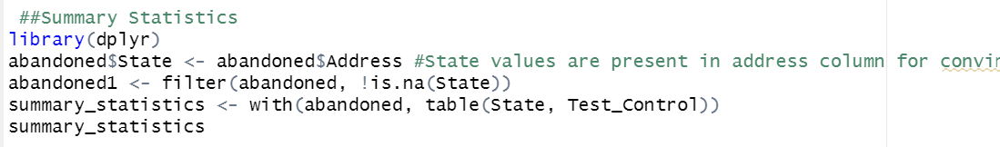 ##Summary Statistics
library(dplyr)
abandoned$State <- abandoned$Address #State values are present in address column for
abandoned1 <- filter(abandoned, !is.na(State))
summary_statistics <- with(abandoned, table(State, Test_Control))
summary_statistics